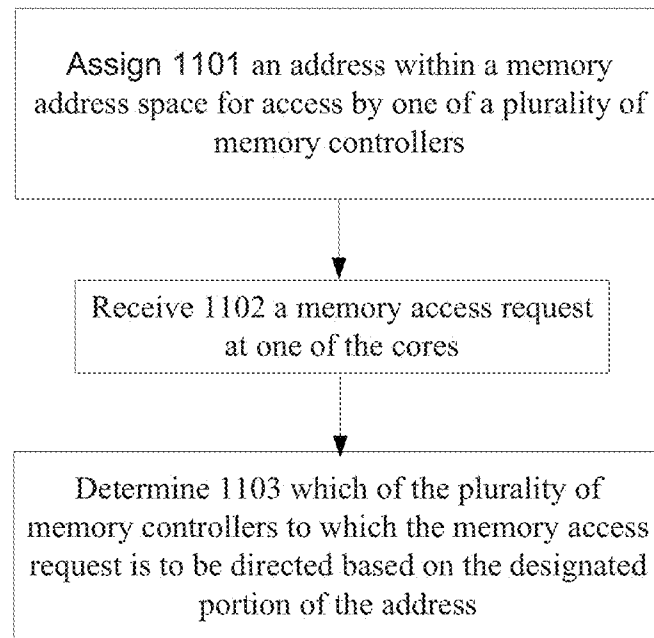 Assign 1101 an address within a memory
address space for access by one of a plurality of
memory controllers
Receive 1102 a memory access request
at one of the cores
Determine 1103 which of the plurality of
memory controllers to which the memory access
request is to be directed based on the designated
portion of the address